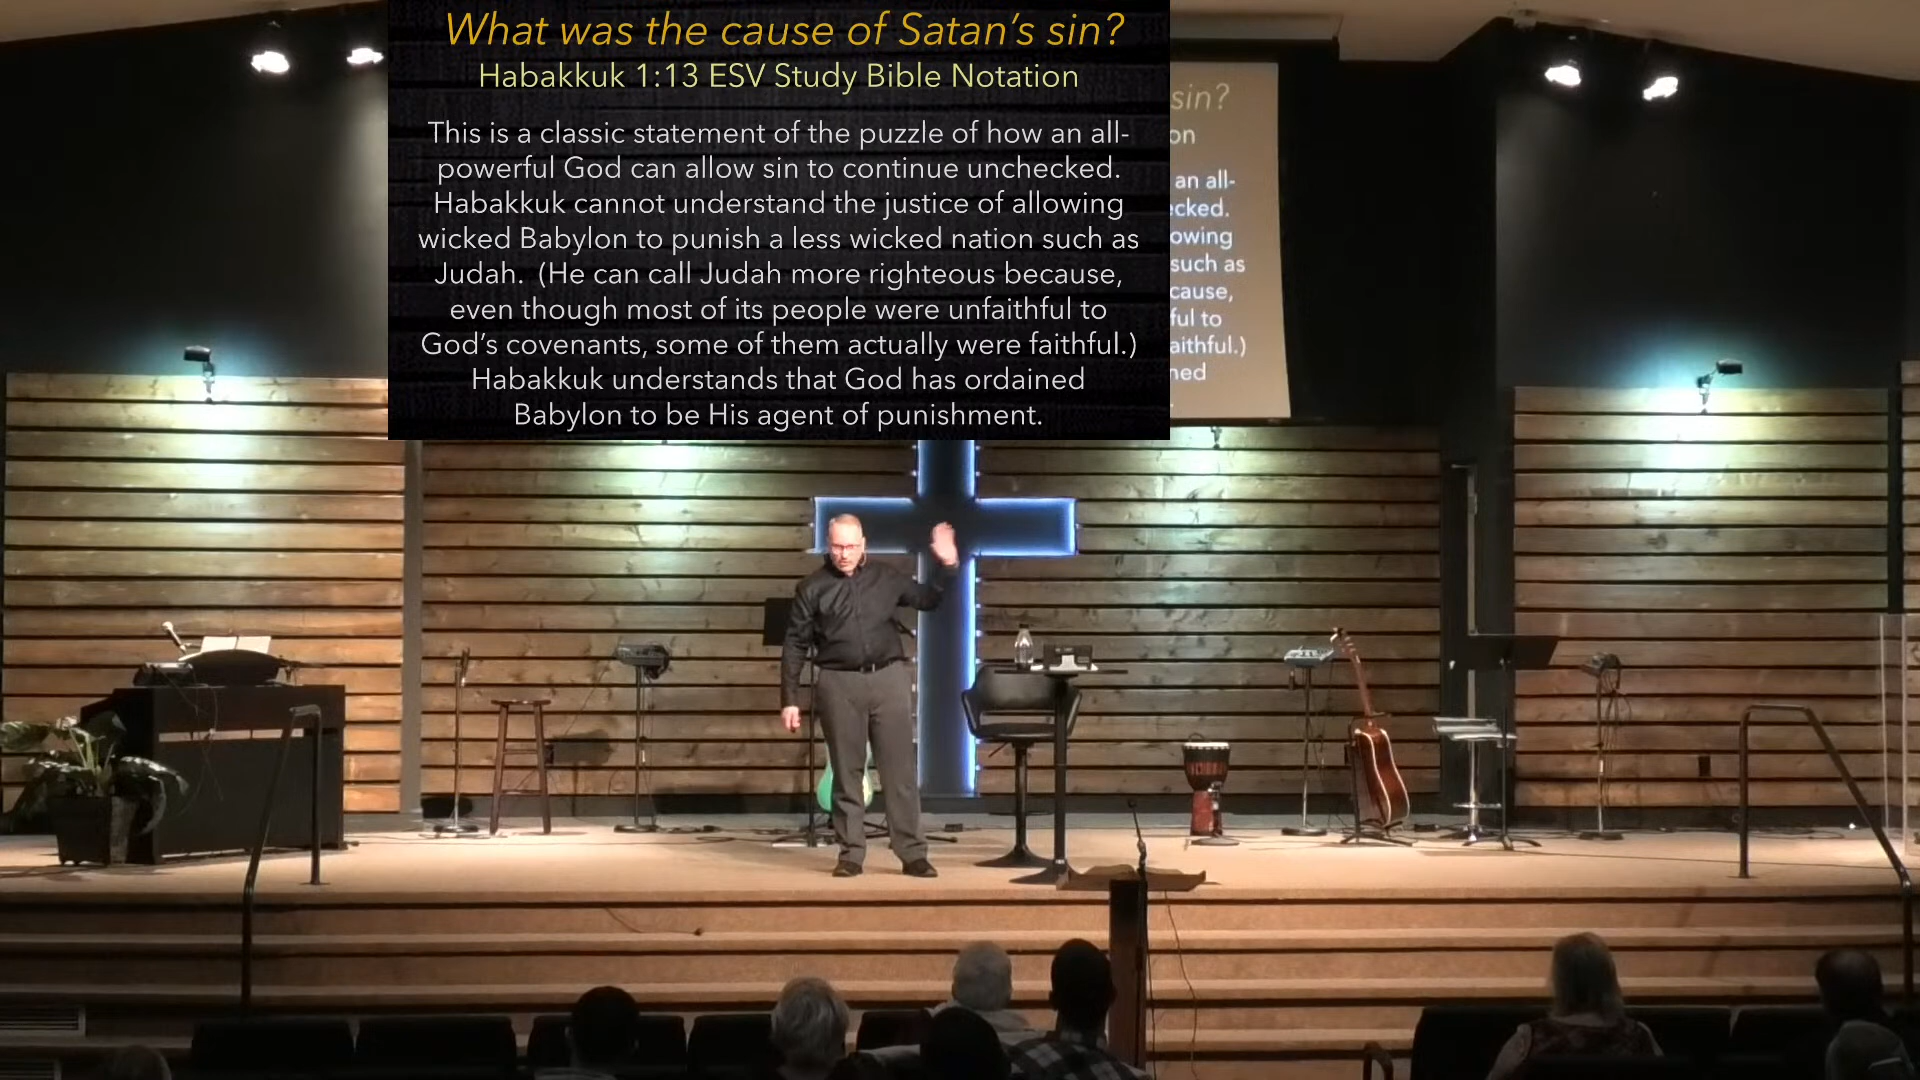 What was the cause of Satan's sin?
Habakkuk 1:13 ESV Study Bible Notation
This is a classic statement of the puzzle of how an all-
powerful God can allow sin to continue unchecked.
Habakkuk cannot understand the justice of allowing
wicked Babylon to punish a less wicked nation such as
Judah.  (He can call Judah more righteous because,
even though most of its people were unfaithful to
God's covenants, some of them actually were faithful.)
Habakkuk understands that God has ordained
Babylon to be His agent of punishment.
sin?
on
an all-
cked.
owing
such as
cause,
ful to
aithful.)
ned